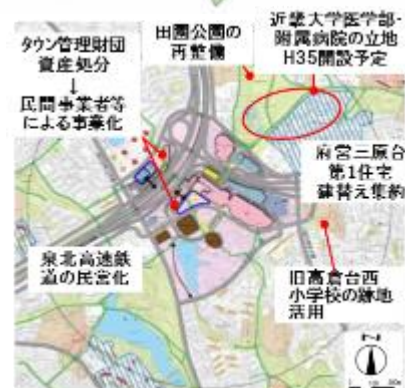 タウン管理財団
資産処分
↓
民間事業者等
による事業化
田園公園の
再整備
近畿大学医学部・
附属病院の立地
H35開設予定
府営三原台
第1住宅
建替え集約
泉北高速鉄
道の民営化
旧高倉台西
小学校の跡地
活用